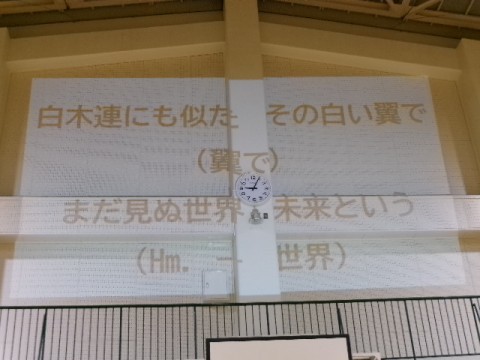 白木連にも似た　その白い翼で
（翼で）
まだ見ぬ世界　未来という
（Hm. ー 世界）